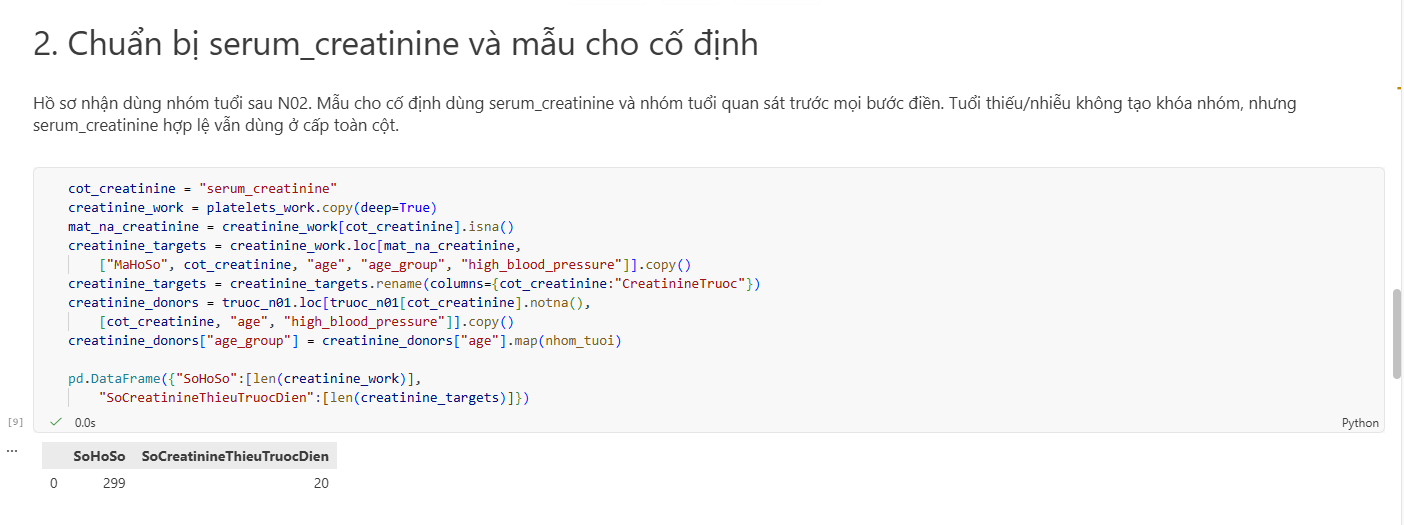 2. Chuẩn bị serum_creatinine và mẫu cho cố định
Hồ sơ nhận dùng nhóm tuổi sau N02. Mẫu cho cố định dùng serum_creatinine và nhóm tuổi quan sát trước mọi bước điền. Tuổi thiếu/nhiễu không tạo khóa nhóm, nhưng
serum_creatinine hợp lệ vẫn dùng ở cấp toàn cột.
cot_creatinine = "serum_creatinine"
creatinine_work = platelets_work.copy(deep=True)
mat_na_creatinine = creatinine_work[cot_creatinine].isna()
creatinine_targets = creatinine_work.loc[mat_na_creatinine,
    ["MaHoSo", cot_creatinine, "age", "age_group", "high_blood_pressure"]].copy()
creatinine_targets = creatinine_targets.rename(columns={cot_creatinine:"CreatinineTruoc"})
creatinine_donors = truoc_n01.loc[truoc_n01[cot_creatinine].notna(),
    [cot_creatinine, "age", "high_blood_pressure"]].copy()
creatinine_donors["age_group"] = creatinine_donors["age"].map(nhom_tuoi)
pd.DataFrame({"SoHoSo":[len(creatinine_work)],
    "SoCreatinineThieuTruocDien":[len(creatinine_targets)]})
[9] ✓ 0.0s Python
... SoHoSo SoCreatinineThieuTruocDien
0 299 20